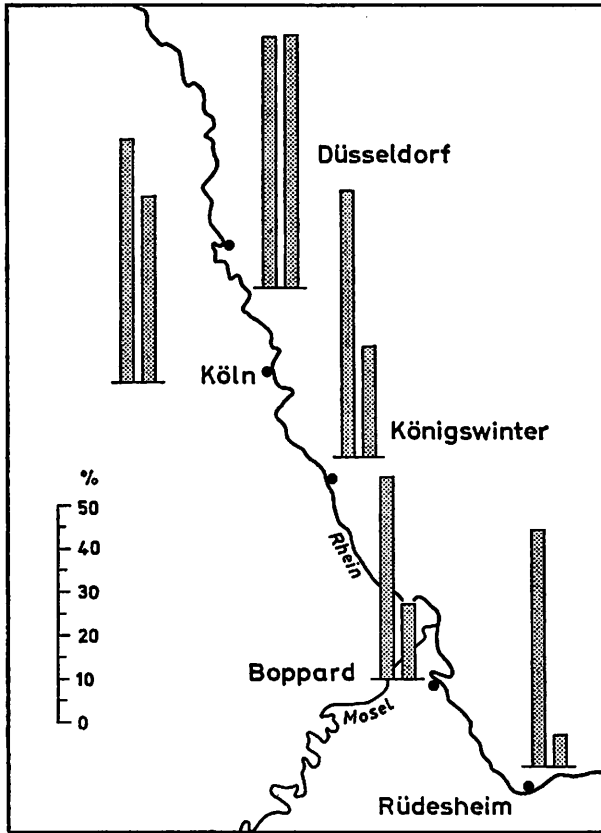 Düsseldorf
Köln
Königswinter
%
50
40
30
20
10
0
Rhein
Boppard
Mosel
Rüdesheim